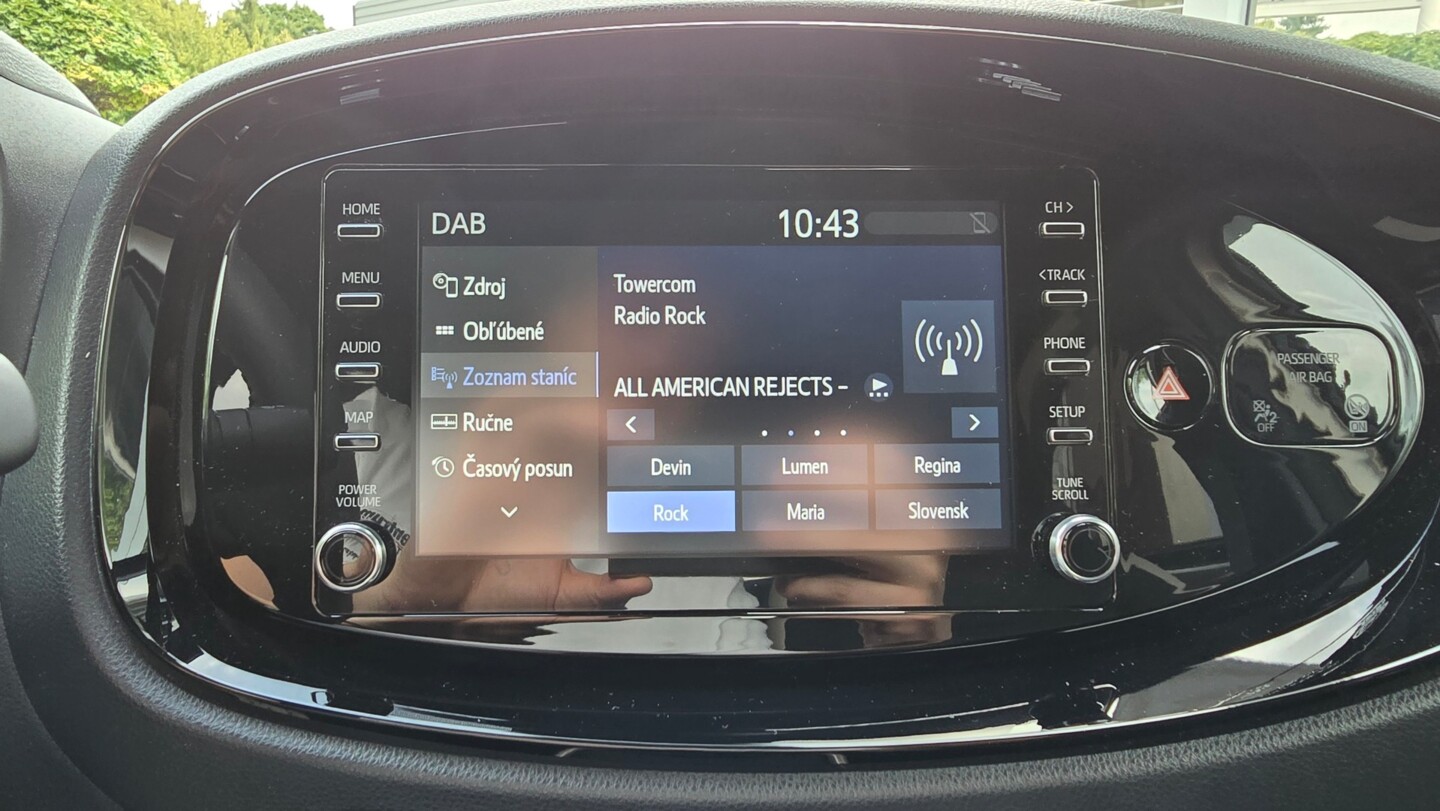 HOME
MENU
AUDIO
MAP
POWER
VOLUME
DAB
10:43
Zdroj
Obľúbené
Zoznam staníc
Ručne
Časový posun
Towercom
Radio Rock
ALL AMERICAN REJECTS –
Devin
Lumen
Regina
Rock
Maria
Slovensk
CH >
< TRACK
PHONE
SETUP
TUNE
SCROLL
PASSENGER
AIR BAG
2
OFF
ON